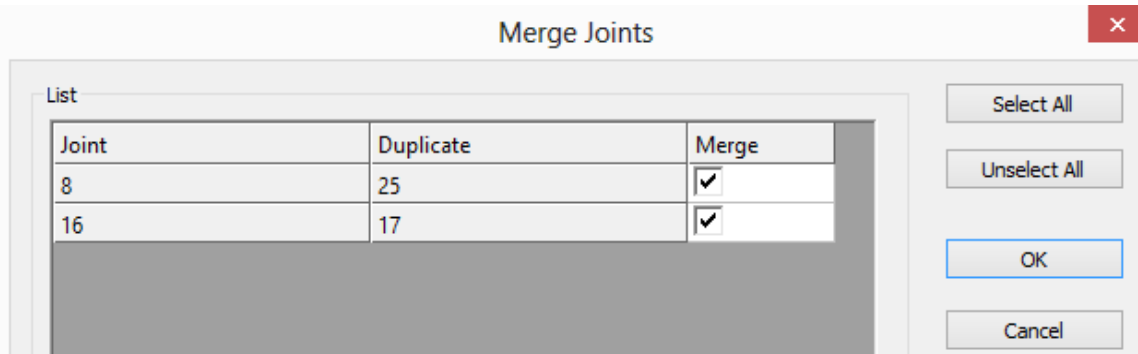 Merge Joints
×
List
Joint Duplicate Merge
8 25
16 17
Select All
Unselect All
OK
Cancel